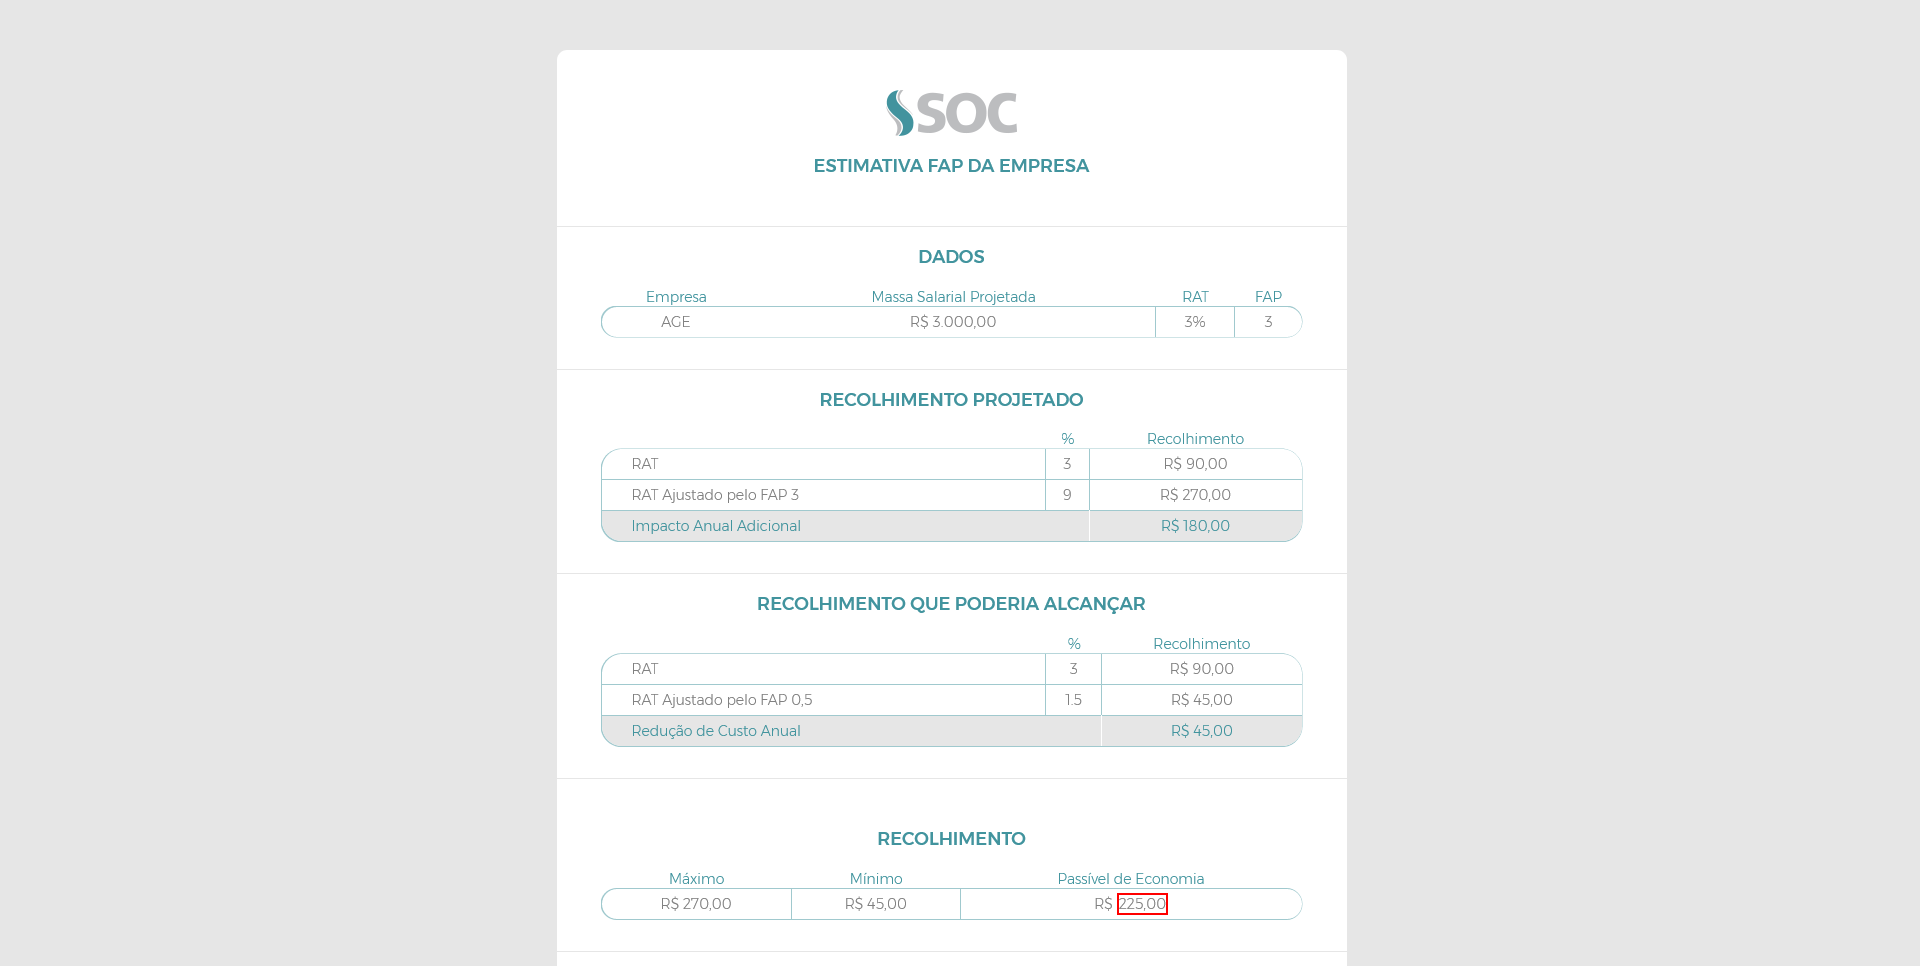 SOC
ESTIMATIVA FAP DA EMPRESA
DADOS
Empresa Massa Salarial Projetada RAT FAP
AGE R$ 3.000,00 3% 3
RECOLHIMENTO PROJETADO
% Recolhimento
RAT 3 R$ 90,00
RAT Ajustado pelo FAP 3 9 R$ 270,00
Impacto Anual Adicional R$ 180,00
RECOLHIMENTO QUE PODERIA ALCANÇAR
% Recolhimento
RAT 3 R$ 90,00
RAT Ajustado pelo FAP 0,5 1.5 R$ 45,00
Redução de Custo Anual R$ 45,00
RECOLHIMENTO
Máximo Mínimo Passível de Economia
R$ 270,00 R$ 45,00 R$ 225,00